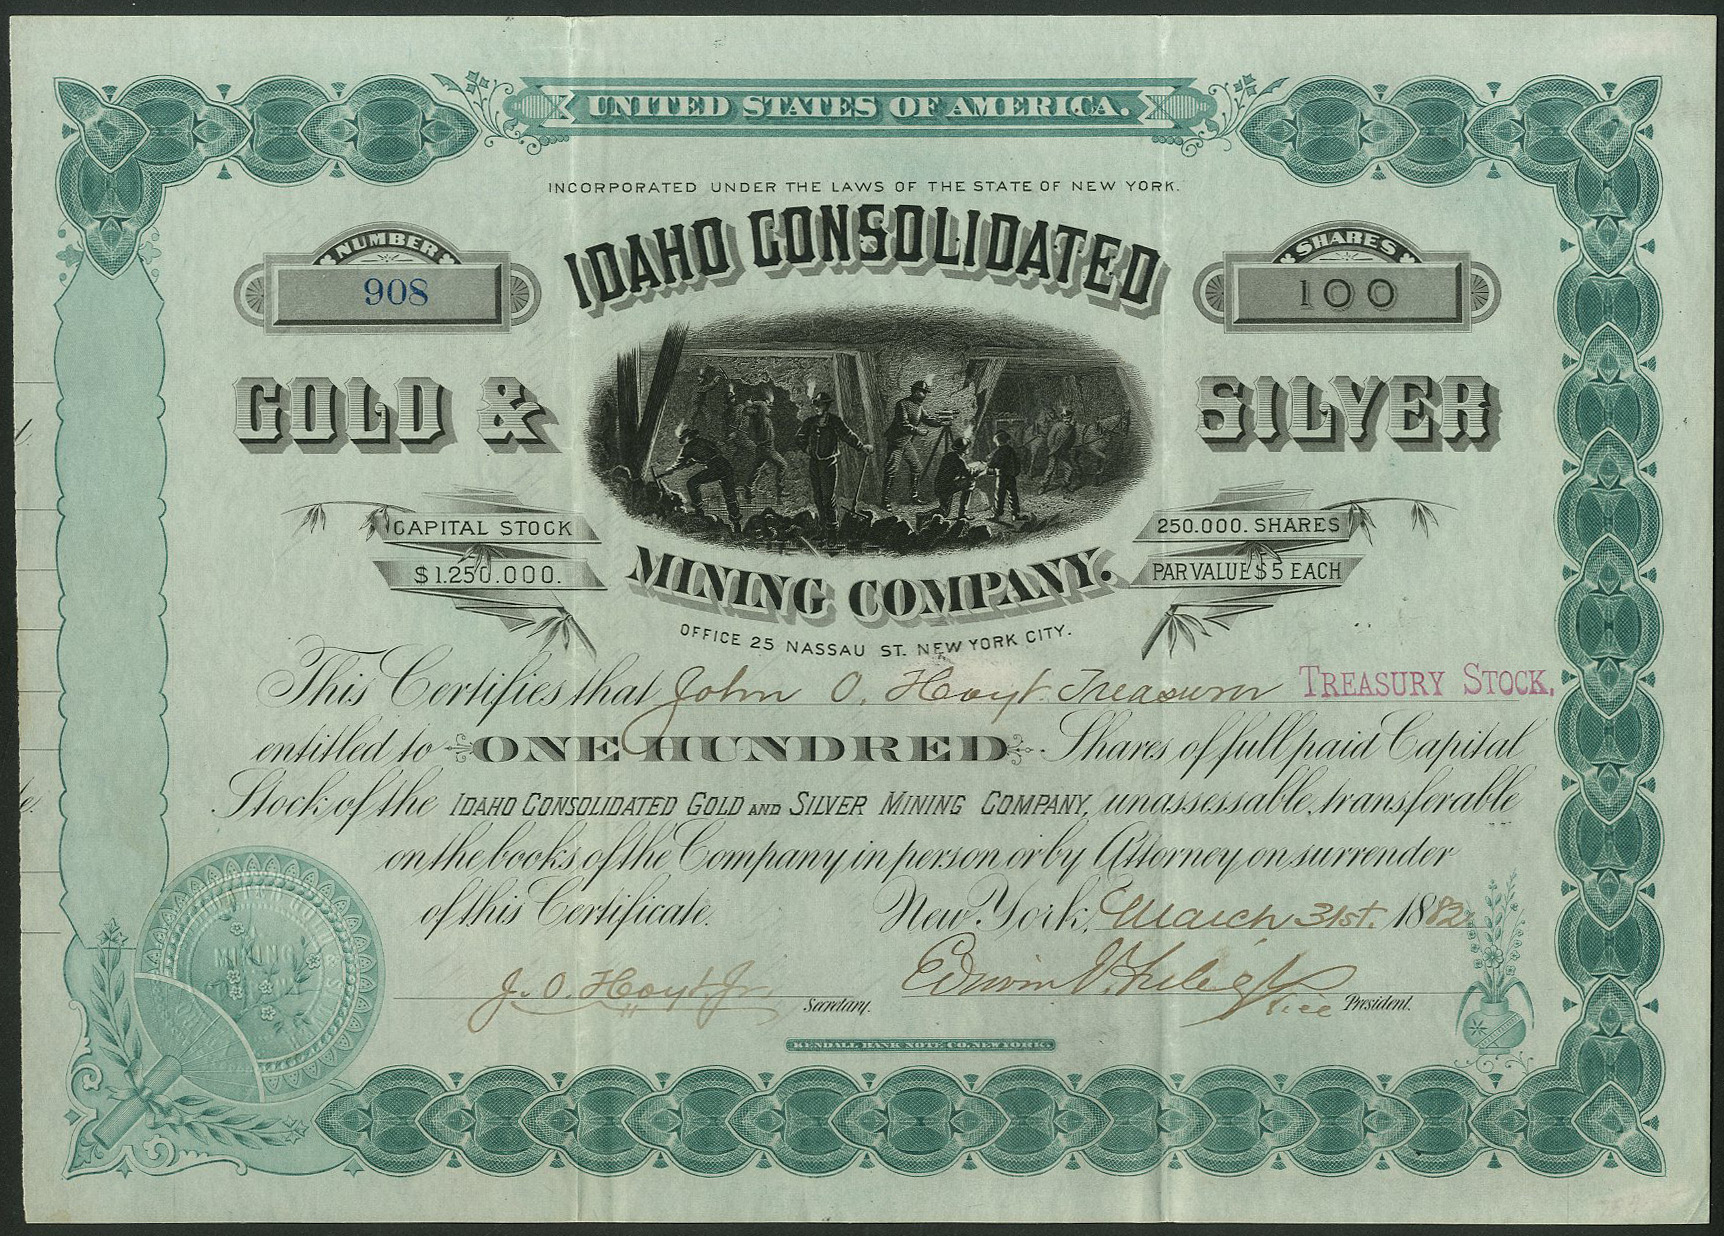 UNITED STATES OF AMERICA.
INCORPORATED UNDER THE LAWS OF THE STATE OF NEW YORK.
NUMBER
908
IDAHO CONSOLIDATED
SHARES
100
GOLD & SILVER
CAPITAL STOCK
$1.250.000.
250.000. SHARES
PAR VALUE $5 EACH
MINING COMPANY.
OFFICE 25 NASSAU ST. NEW YORK CITY.
This Certifies that John O. Hoyt Treasurer TREASURY STOCK.
entitled to ONE HUNDRED Shares of full paid Capital
Stock of the IDAHO CONSOLIDATED GOLD AND SILVER MINING COMPANY, unassessable, transferable
on the books of the Company in person or by Attorney on surrender
of this Certificate. New York, March 31st. 1882.
J. O. Hoyt Jr. Secretary. Edwin Vice President.
KENDALL BANK NOTE CO. NEW YORK.
MINING